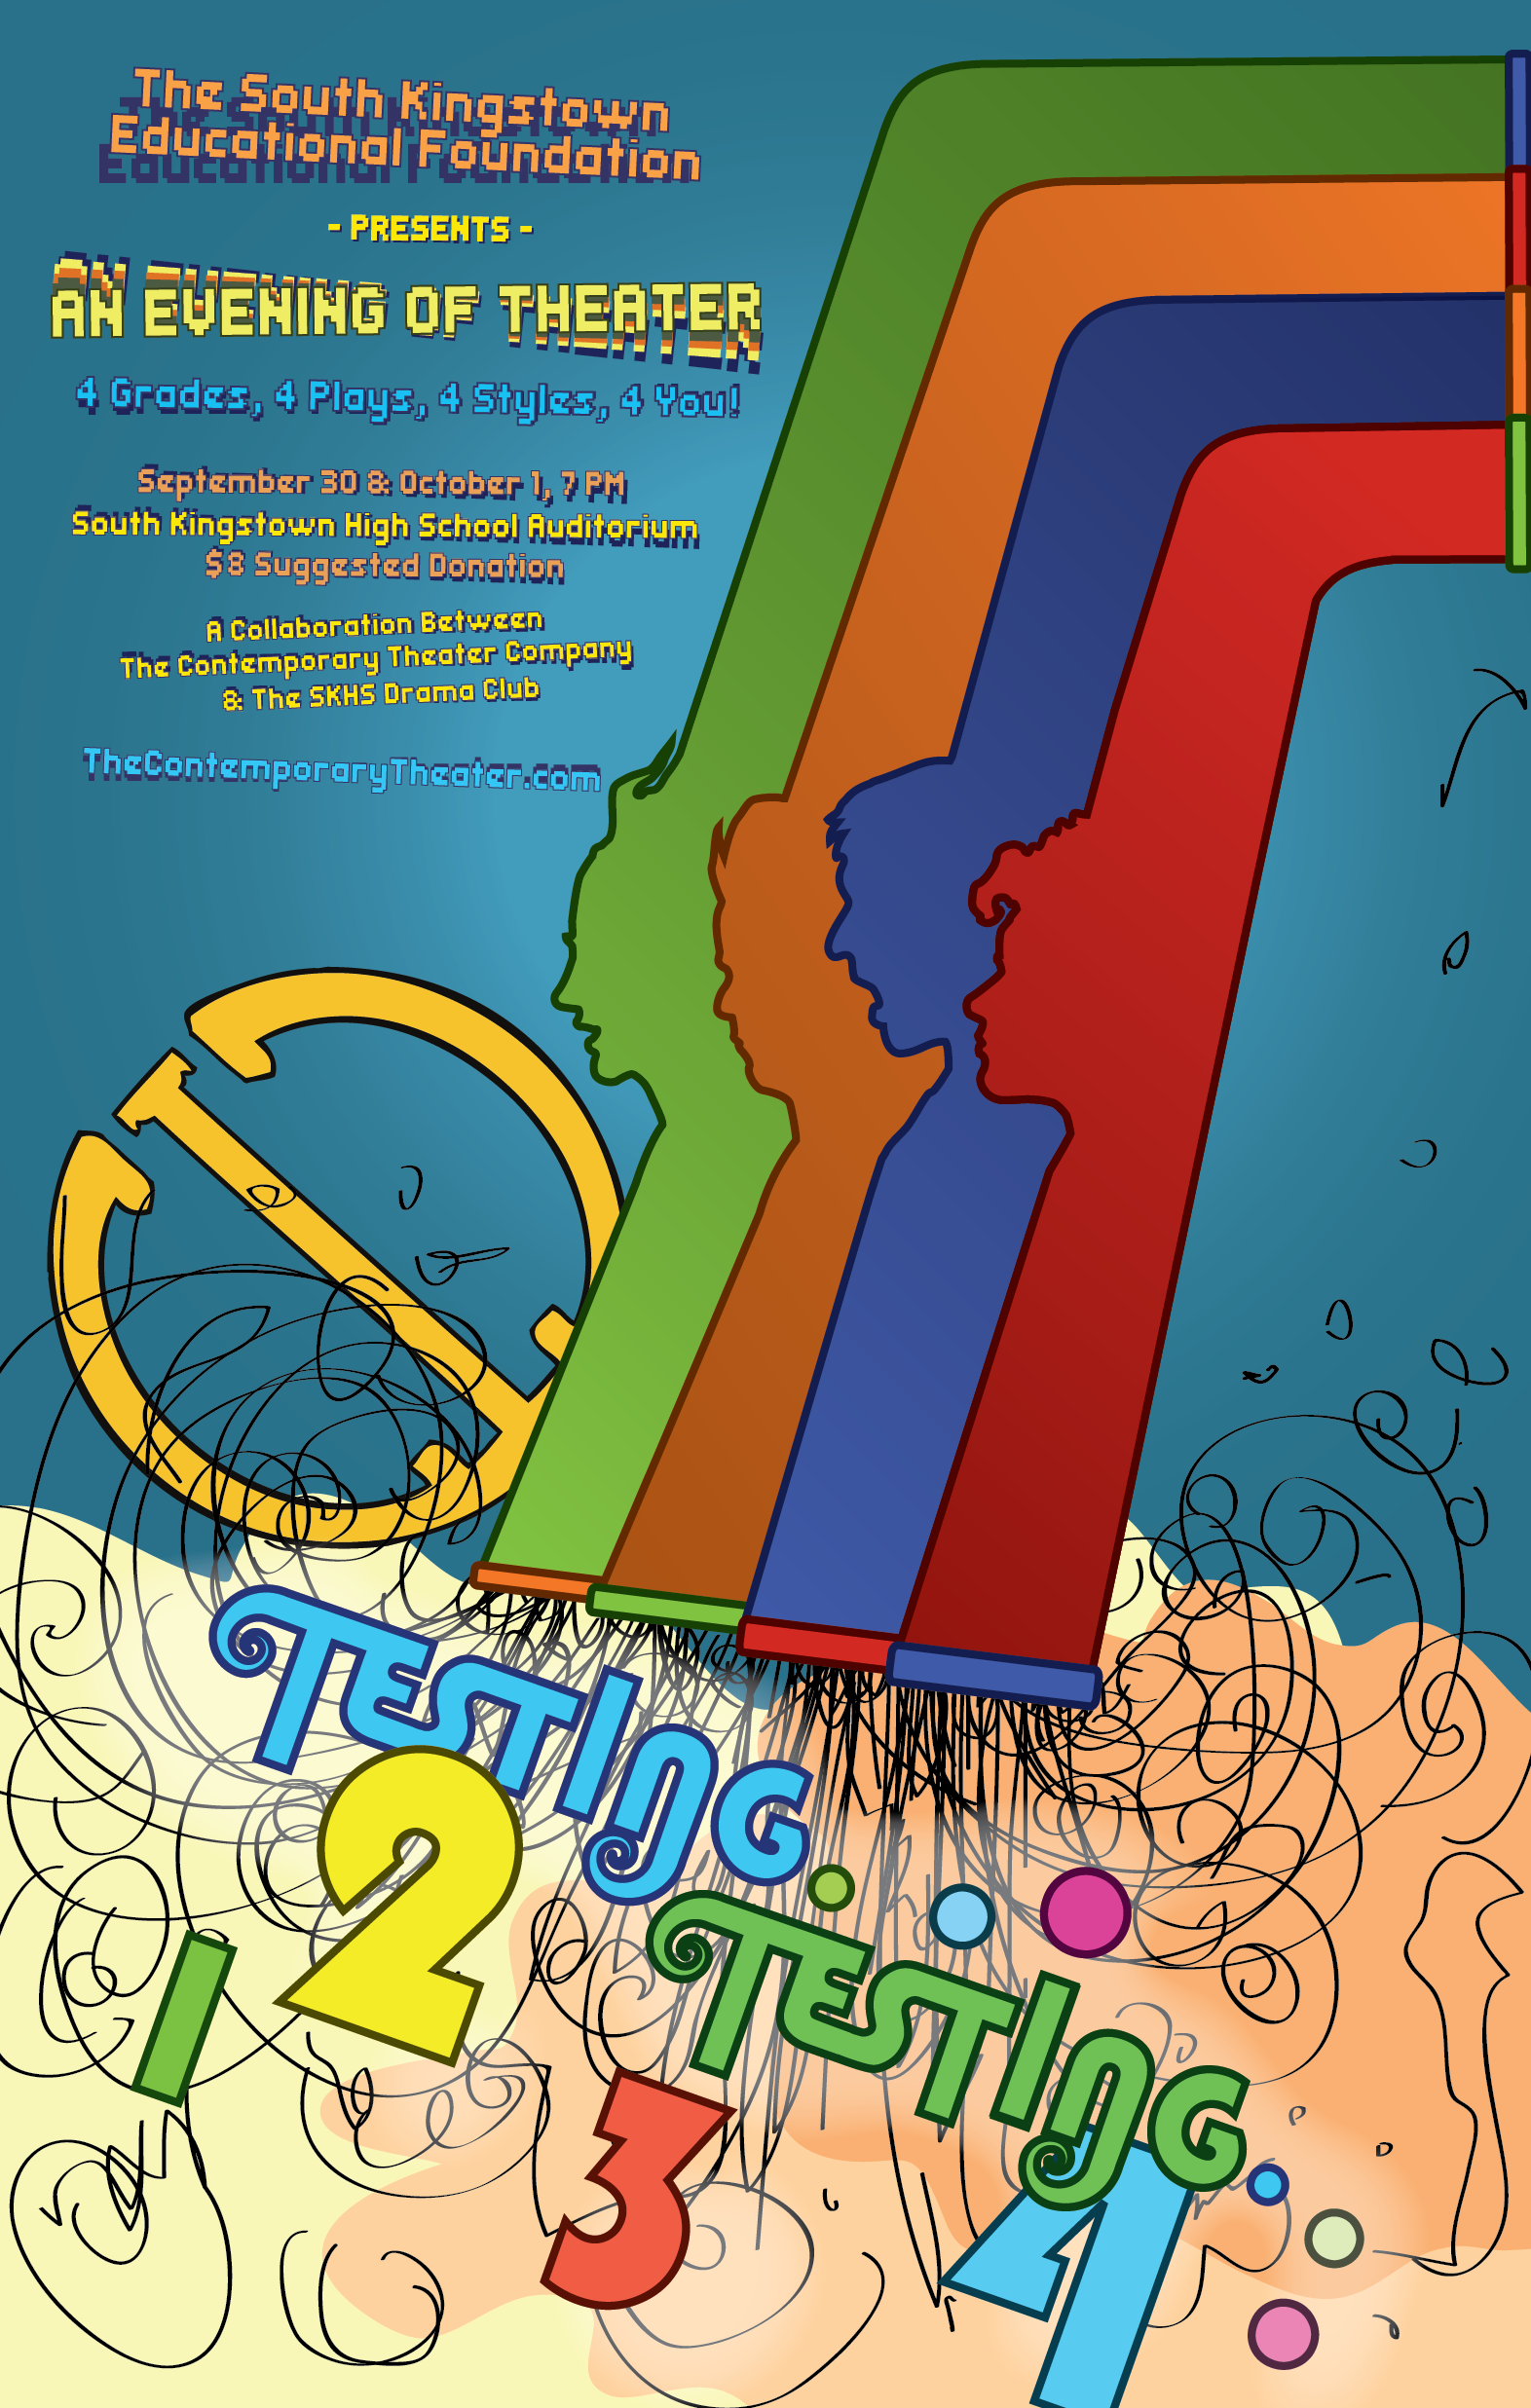 The South Kingstown
Educational Foundation
- PRESENTS -
AN EVENING OF THEATER
4 Grades, 4 Plays, 4 Styles, 4 You!
September 30 & October 1, 7 PM
South Kingstown High School Auditorium
$8 Suggested Donation
A Collaboration Between
The Contemporary Theater Company
& The SKHS Drama Club
TheContemporaryTheater.com
TESTING...
TESTING...
1 2 3 4